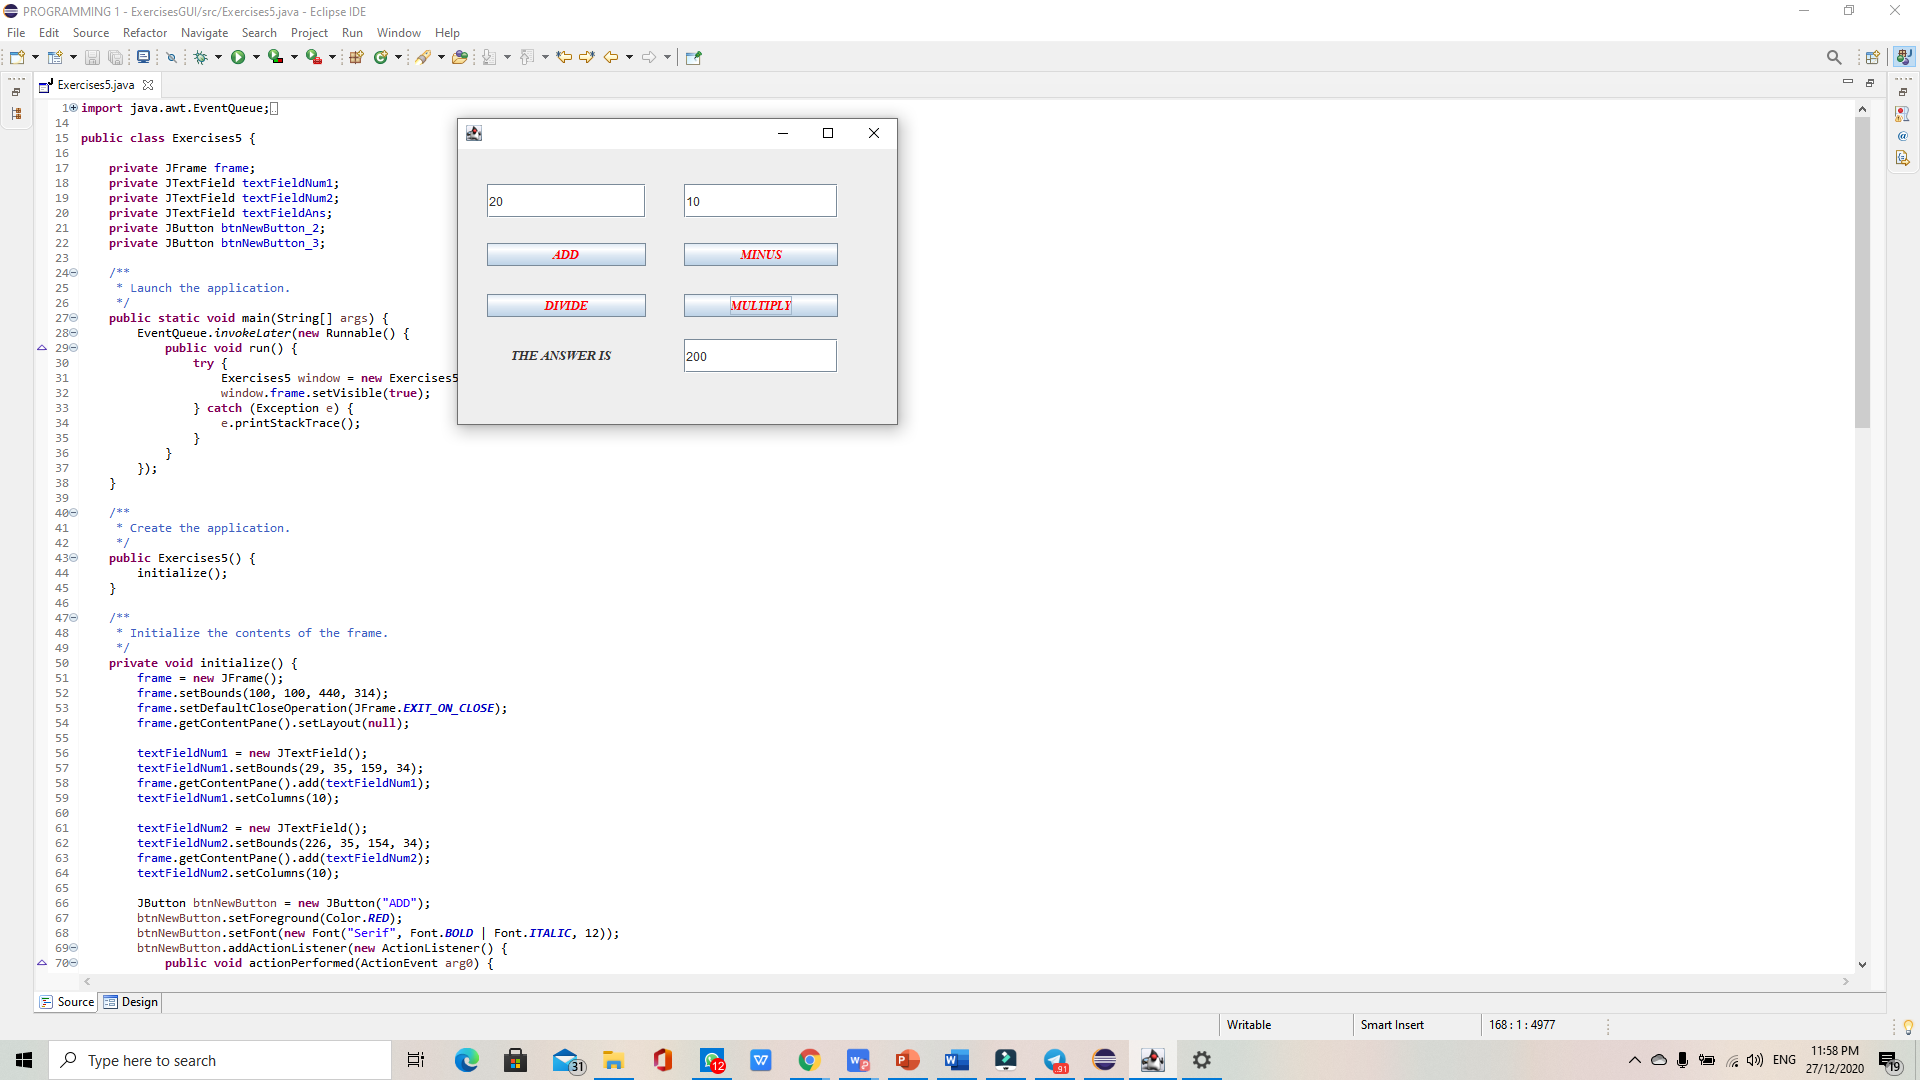 PROGRAMMING 1 - ExercisesGUI/src/Exercises5.java - Eclipse IDE
File Edit Source Refactor Navigate Search Project Run Window Help
Exercises5.java
1 import java.awt.EventQueue;
14
15 public class Exercises5 {
16
17 private JFrame frame;
18 private JTextField textFieldNum1;
19 private JTextField textFieldNum2;
20 private JTextField textFieldAns;
21 private JButton btnNewButton_2;
22 private JButton btnNewButton_3;
23
24 /**
25 * Launch the application.
26 */
27 public static void main(String[] args) {
28 EventQueue.invokeLater(new Runnable() {
29 public void run() {
30 try {
31 Exercises5 window = new Exercises5
32 window.frame.setVisible(true);
33 } catch (Exception e) {
34 e.printStackTrace();
35 }
36 }
37 });
38 }
39
40 /**
41 * Create the application.
42 */
43 public Exercises5() {
44 initialize();
45 }
46
47 /**
48 * Initialize the contents of the frame.
49 */
50 private void initialize() {
51 frame = new JFrame();
52 frame.setBounds(100, 100, 440, 314);
53 frame.setDefaultCloseOperation(JFrame.EXIT_ON_CLOSE);
54 frame.getContentPane().setLayout(null);
55
56 textFieldNum1 = new JTextField();
57 textFieldNum1.setBounds(29, 35, 159, 34);
58 frame.getContentPane().add(textFieldNum1);
59 textFieldNum1.setColumns(10);
60
61 textFieldNum2 = new JTextField();
62 textFieldNum2.setBounds(226, 35, 154, 34);
63 frame.getContentPane().add(textFieldNum2);
64 textFieldNum2.setColumns(10);
65
66 JButton btnNewButton = new JButton("ADD");
67 btnNewButton.setForeground(Color.RED);
68 btnNewButton.setFont(new Font("Serif", Font.BOLD | Font.ITALIC, 12));
69 btnNewButton.addActionListener(new ActionListener() {
70 public void actionPerformed(ActionEvent arg0) {
20 10
ADD MINUS
DIVIDE MULTIPLY
THE ANSWER IS 200
Source Design
Writable Smart Insert 168 : 1 : 4977
Type here to search
31
12
91
ENG
11:58 PM
27/12/2020
19